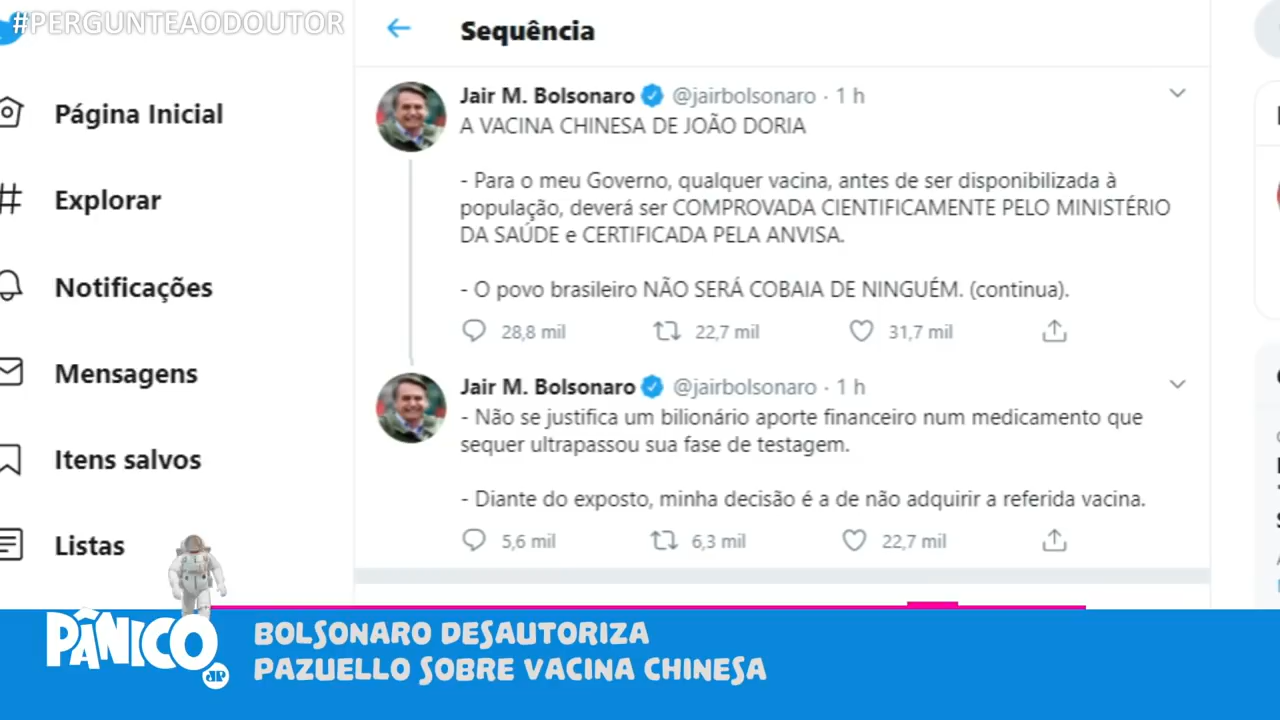 #PERGUNTEAODOUTOR
Sequência
Página Inicial
Explorar
Notificações
Mensagens
Itens salvos
Listas
Jair M. Bolsonaro @jairbolsonaro · 1 h
A VACINA CHINESA DE JOÃO DORIA
- Para o meu Governo, qualquer vacina, antes de ser disponibilizada à
população, deverá ser COMPROVADA CIENTIFICAMENTE PELO MINISTÉRIO
DA SAÚDE e CERTIFICADA PELA ANVISA.
- O povo brasileiro NÃO SERÁ COBAIA DE NINGUÉM. (continua).
28,8 mil 22,7 mil 31,7 mil
Jair M. Bolsonaro @jairbolsonaro · 1 h
- Não se justifica um bilionário aporte financeiro num medicamento que
sequer ultrapassou sua fase de testagem.
- Diante do exposto, minha decisão é a de não adquirir a referida vacina.
5,6 mil 6,3 mil 22,7 mil
PÂNICO
JP
BOLSONARO DESAUTORIZA
PAZUELLO SOBRE VACINA CHINESA